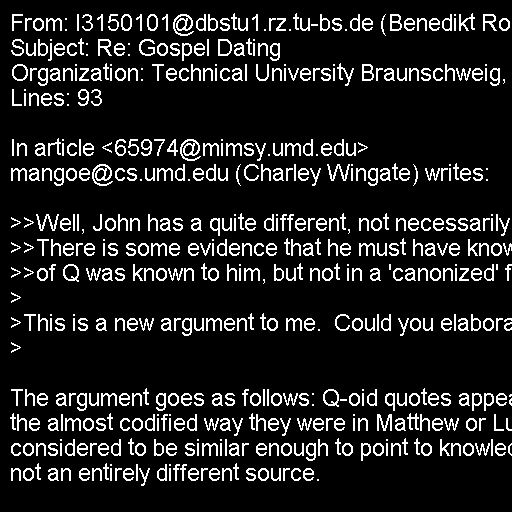 From: I3150101@dbstu1.rz.tu-bs.de (Benedikt Ro
Subject: Re: Gospel Dating
Organization: Technical University Braunschweig,
Lines: 93

In article <65974@mimsy.umd.edu>
mangoe@cs.umd.edu (Charley Wingate) writes:

>>Well, John has a quite different, not necessarily
>>There is some evidence that he must have know
>>of Q was known to him, but not in a 'canonized' f
>
>This is a new argument to me.  Could you elabora
>

The argument goes as follows: Q-oid quotes appea
the almost codified way they were in Matthew or Lu
considered to be similar enough to point to knowled
not an entirely different source.